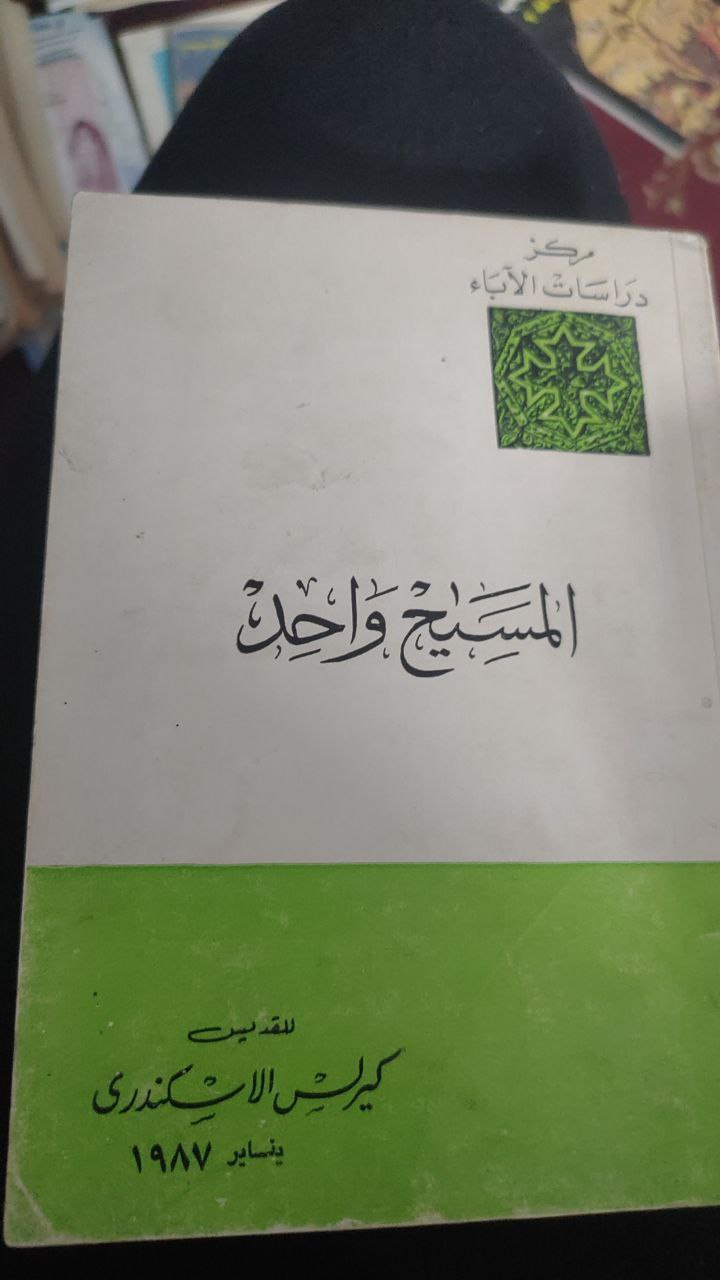 مركز
دراسات الآباء
المسيح واحد
للقديس
كيرلس الاسكندرى
يناير ١٩٨٧